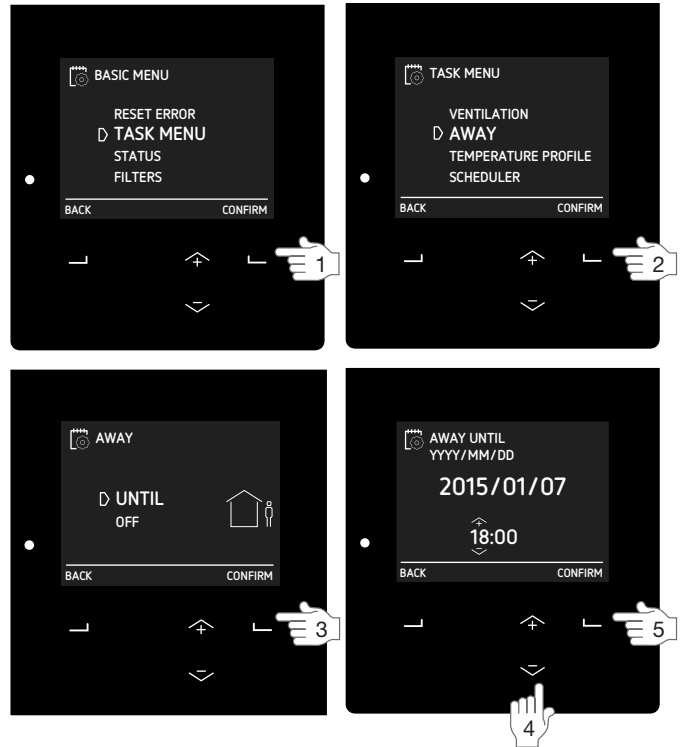 BASIC MENU
RESET ERROR
TASK MENU
STATUS
FILTERS
BACK CONFIRM
1
TASK MENU
VENTILATION
AWAY
TEMPERATURE PROFILE
SCHEDULER
BACK CONFIRM
2
AWAY
UNTIL
OFF
BACK CONFIRM
3
AWAY UNTIL
YYYY/MM/DD
2015/01/07
18:00
BACK CONFIRM
5
4